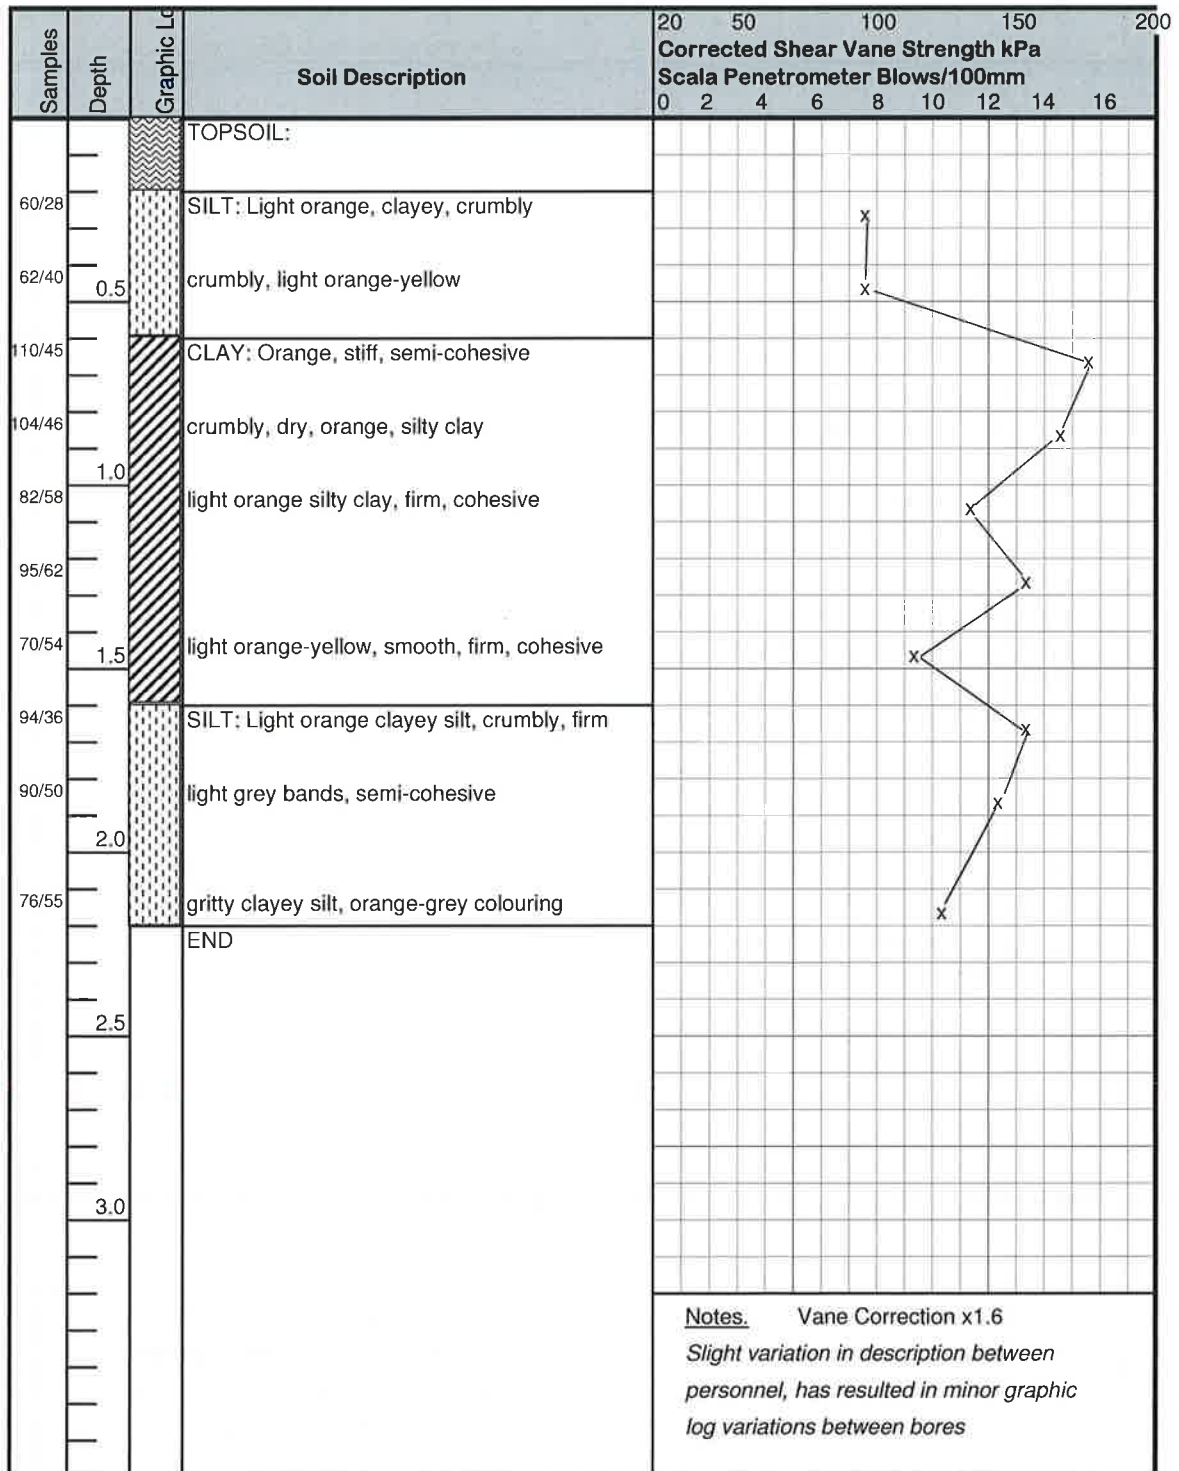 Samples
Depth
Graphic Lo
Soil Description
20 50 100 150 200
Corrected Shear Vane Strength kPa
Scala Penetrometer Blows/100mm
0 2 4 6 8 10 12 14 16
TOPSOIL:
60/28 SILT: Light orange, clayey, crumbly
62/40 crumbly, light orange-yellow
0.5
110/45 CLAY: Orange, stiff, semi-cohesive
104/46 crumbly, dry, orange, silty clay
1.0
82/58 light orange silty clay, firm, cohesive
95/62
70/54 light orange-yellow, smooth, firm, cohesive
1.5
94/36 SILT: Light orange clayey silt, crumbly, firm
90/50 light grey bands, semi-cohesive
2.0
76/55 gritty clayey silt, orange-grey colouring
END
2.5
3.0
Notes. Vane Correction x1.6
Slight variation in description between
personnel, has resulted in minor graphic
log variations between bores